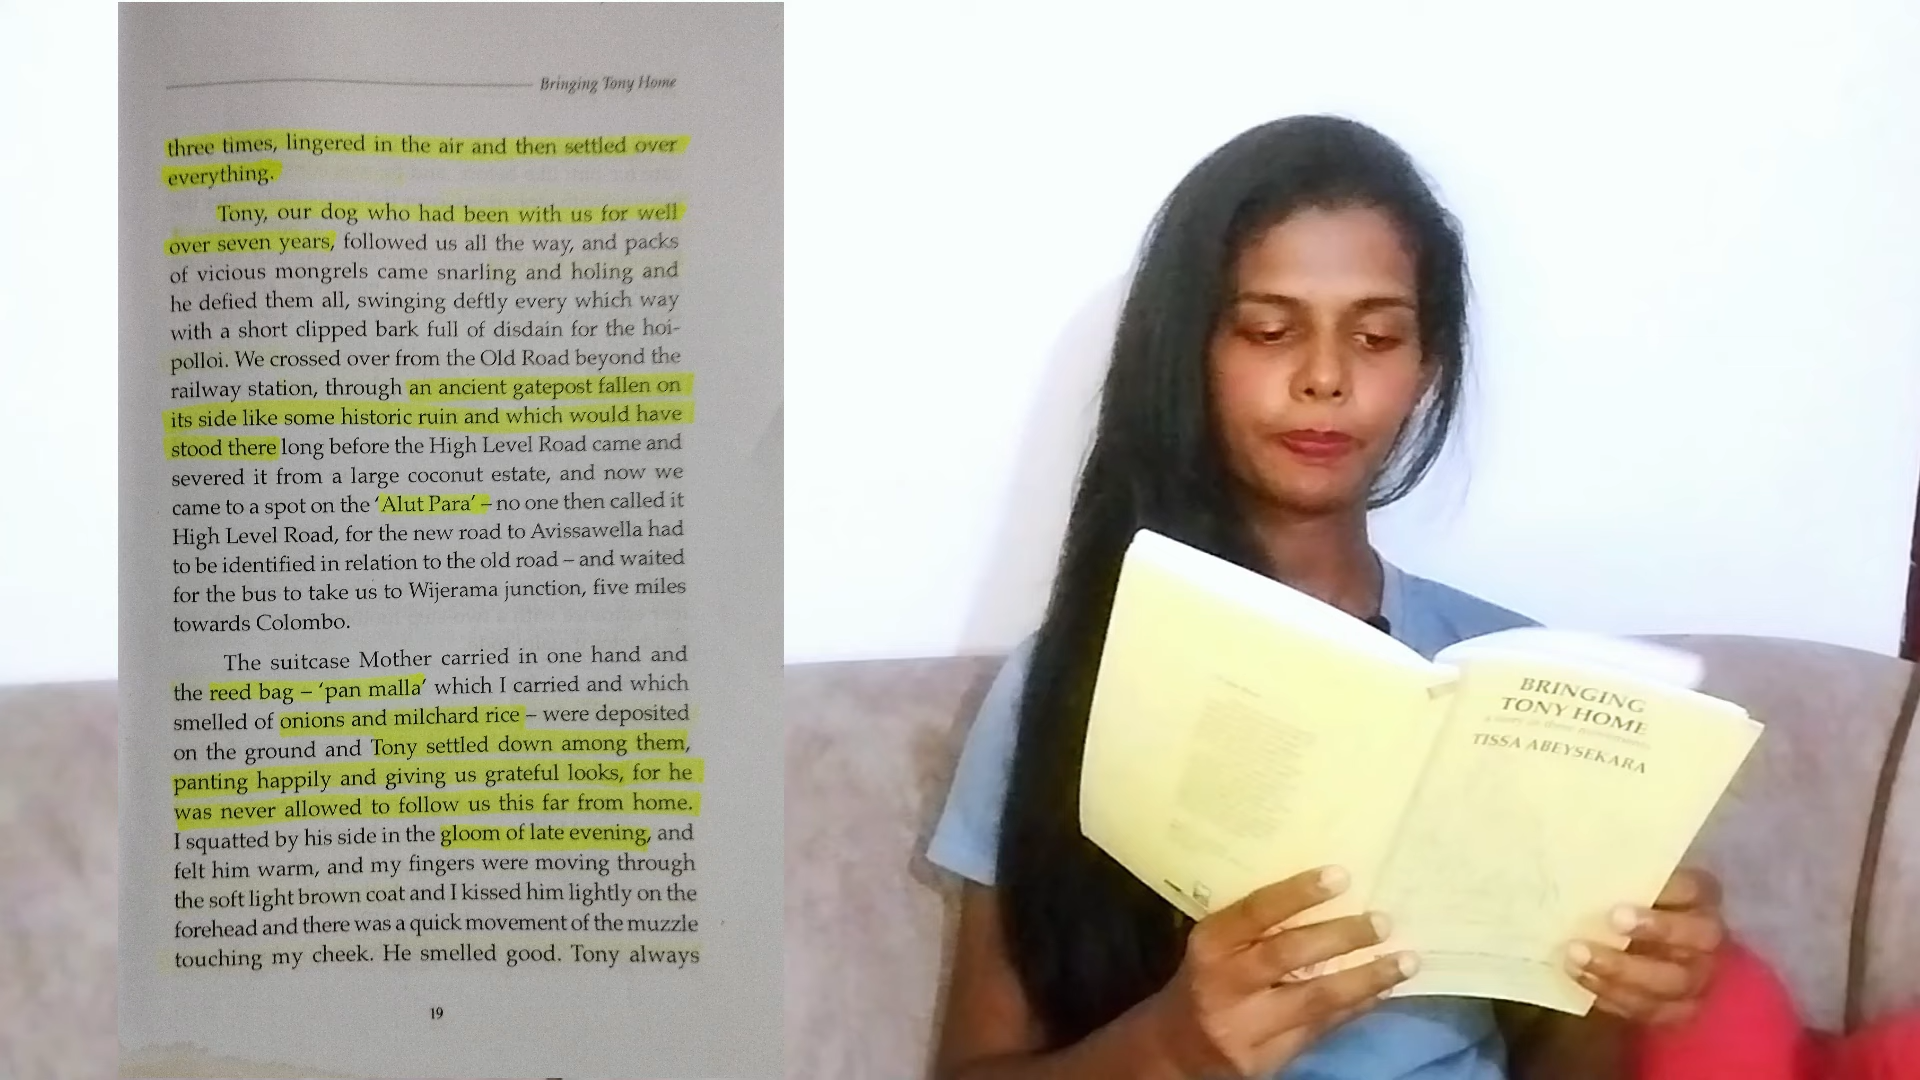 Bringing Tony Home
three times, lingered in the air and then settled over
everything.
Tony, our dog who had been with us for well
over seven years, followed us all the way, and packs
of vicious mongrels came snarling and holing and
he defied them all, swinging deftly every which way
with a short clipped bark full of disdain for the hoi-
polloi. We crossed over from the Old Road beyond the
railway station, through an ancient gatepost fallen on
its side like some historic ruin and which would have
stood there long before the High Level Road came and
severed it from a large coconut estate, and now we
came to a spot on the 'Alut Para' – no one then called it
High Level Road, for the new road to Avissawella had
to be identified in relation to the old road – and waited
for the bus to take us to Wijerama junction, five miles
towards Colombo.
The suitcase Mother carried in one hand and
the reed bag – 'pan malla' which I carried and which
smelled of onions and milchard rice – were deposited
on the ground and Tony settled down among them,
panting happily and giving us grateful looks, for he
was never allowed to follow us this far from home.
I squatted by his side in the gloom of late evening, and
felt him warm, and my fingers were moving through
the soft light brown coat and I kissed him lightly on the
forehead and there was a quick movement of the muzzle
touching my cheek. He smelled good. Tony always
19
BRINGING
TONY HOME
TISSA ABEYSEKARA